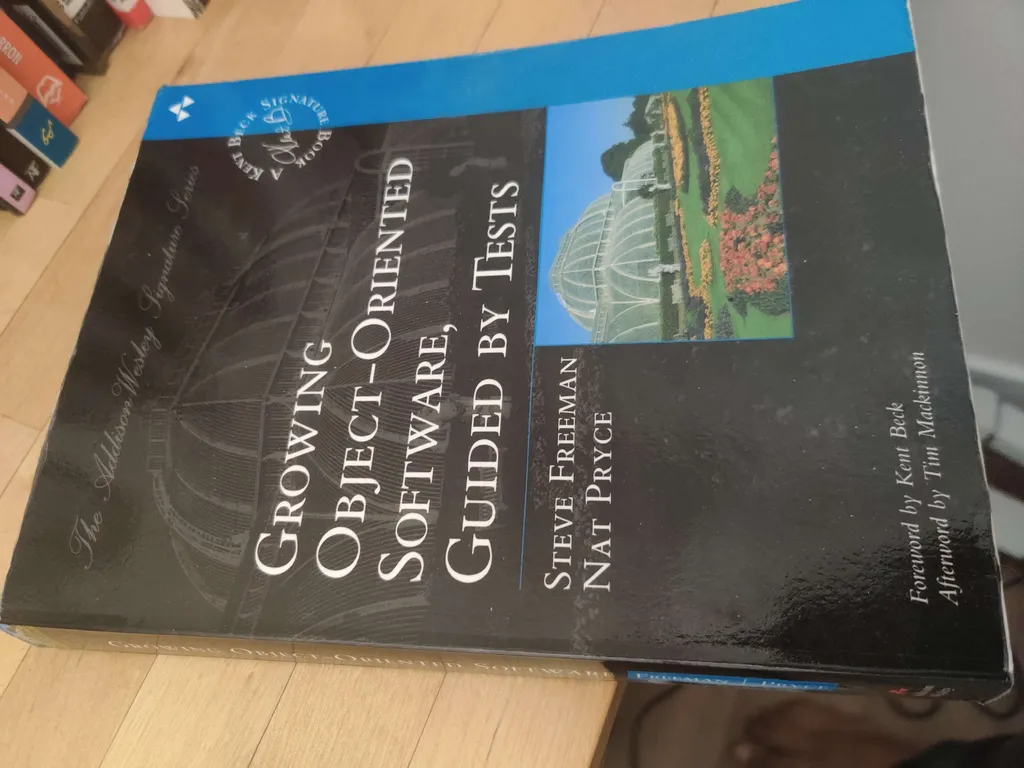 The Addison Wesley Signature Series
A KENT BECK SIGNATURE BOOK
GROWING
OBJECT-ORIENTED
SOFTWARE,
GUIDED BY TESTS
STEVE FREEMAN
NAT PRYCE
Foreword by Kent Beck
Afterword by Tim Mackinnon
GROWING OBJECT-ORIENTED SOFTWARE
FREEMAN | PRYCE
RRON